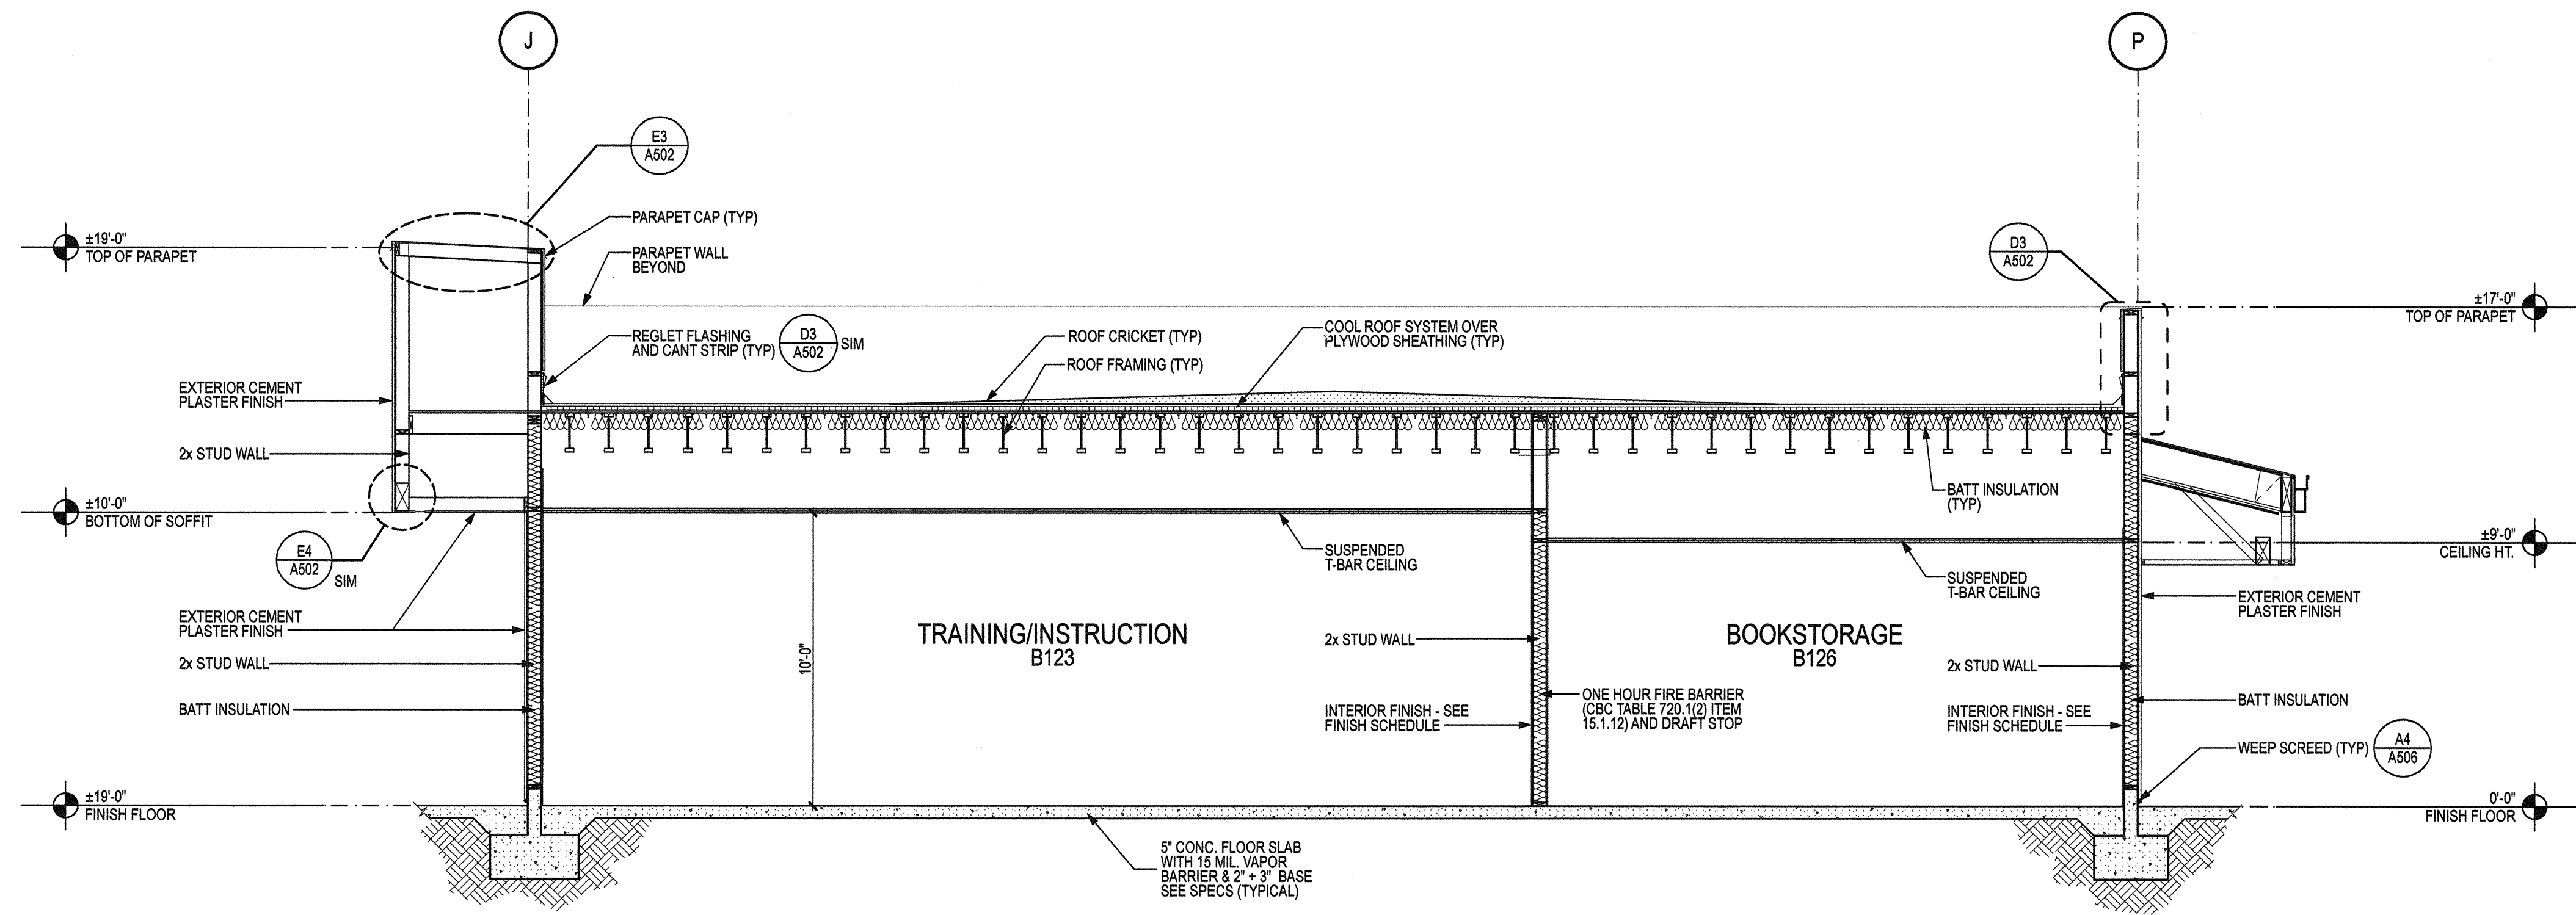 J
P
E3
A502
PARAPET CAP (TYP)
±19'-0"
TOP OF PARAPET
PARAPET WALL
BEYOND
D3
A502
±17'-0"
TOP OF PARAPET
REGLET FLASHING
AND CANT STRIP (TYP)
D3
A502
SIM
ROOF CRICKET (TYP)
ROOF FRAMING (TYP)
COOL ROOF SYSTEM OVER
PLYWOOD SHEATHING (TYP)
EXTERIOR CEMENT
PLASTER FINISH
2x STUD WALL
±10'-0"
BOTTOM OF SOFFIT
E4
A502
SIM
BATT INSULATION
(TYP)
SUSPENDED
T-BAR CEILING
±9'-0"
CEILING HT.
SUSPENDED
T-BAR CEILING
EXTERIOR CEMENT
PLASTER FINISH
2x STUD WALL
BATT INSULATION
10'-0"
TRAINING/INSTRUCTION
B123
2x STUD WALL
INTERIOR FINISH - SEE
FINISH SCHEDULE
ONE HOUR FIRE BARRIER
(CBC TABLE 720.1(2) ITEM
15.1.12) AND DRAFT STOP
BOOKSTORAGE
B126
2x STUD WALL
INTERIOR FINISH - SEE
FINISH SCHEDULE
EXTERIOR CEMENT
PLASTER FINISH
BATT INSULATION
WEEP SCREED (TYP)
A4
A506
±19'-0"
FINISH FLOOR
0'-0"
FINISH FLOOR
5" CONC. FLOOR SLAB
WITH 15 MIL. VAPOR
BARRIER & 2" + 3" BASE
SEE SPECS (TYPICAL)